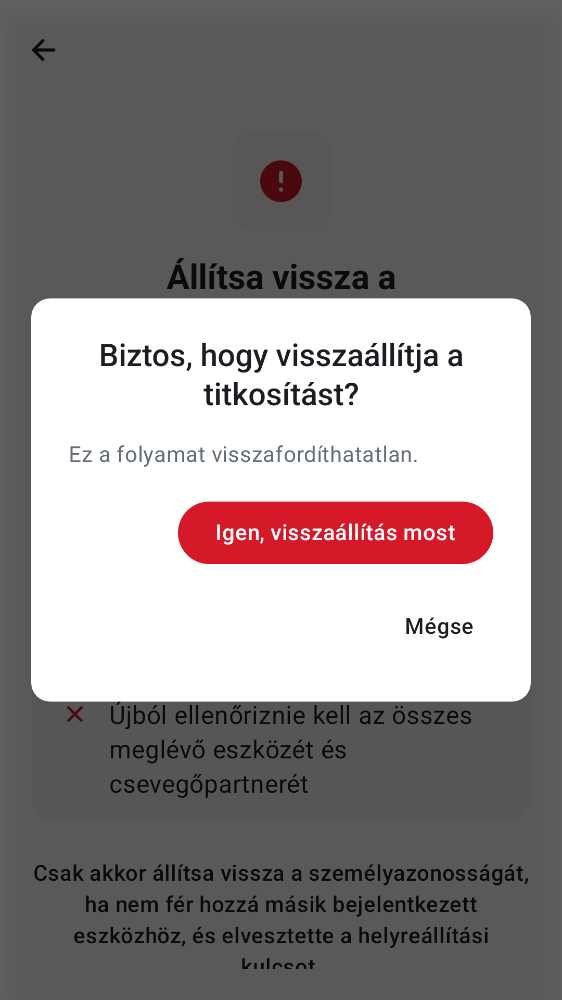 Állítsa vissza a
Biztos, hogy visszaállítja a
titkosítást?
Ez a folyamat visszafordíthatatlan.
Igen, visszaállítás most
Mégse
Újból ellenőriznie kell az összes
meglévő eszközét és
csevegőpartnerét
Csak akkor állítsa vissza a személyazonosságát,
ha nem fér hozzá másik bejelentkezett
eszközhöz, és elvesztette a helyreállítási
kulcsot